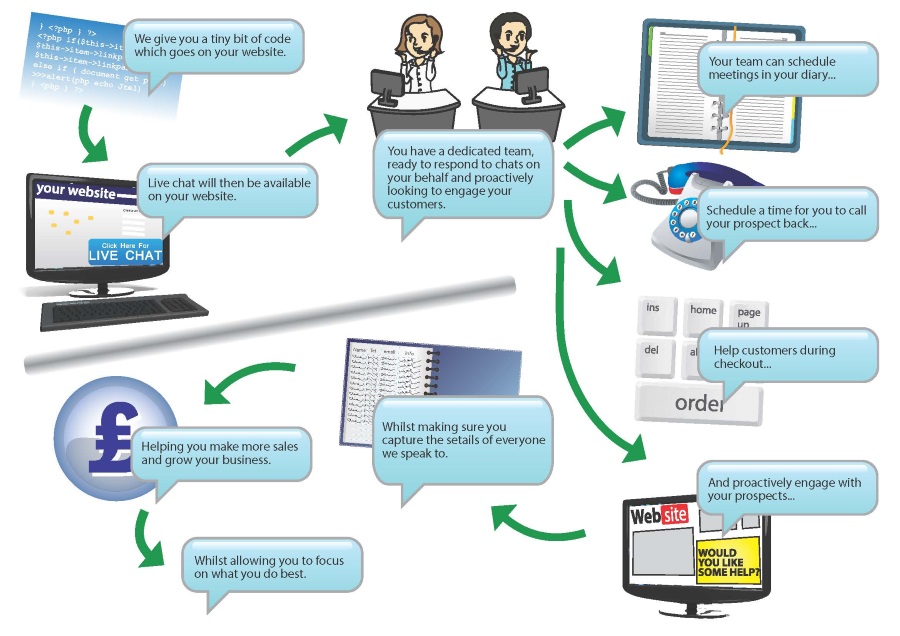 } <?php } ?>
<?php if($this->it
$this->item->linkp
$this->item->linkpa
else if ( document get p
>>>alert(php echo Jtml)
( <?php } ?>
We give you a tiny bit of code
which goes on your website.
your website
Click Here For
LIVE CHAT
Live chat will then be available
on your website.
You have a dedicated team,
ready to respond to chats on
your behalf and proactively
looking to engage your
customers.
Your team can schedule
meetings in your diary...
Schedule a time for you to call
your prospect back...
ins
home
page
up
del
order
Help customers during
checkout...
And proactively engage with
your prospects...
Website
WOULD
YOU LIKE
SOME HELP?
Name
tel
email
info
Whilst making sure you
capture the setails of everyone
we speak to.
£
Helping you make more sales
and grow your business.
Whilst allowing you to focus
on what you do best.